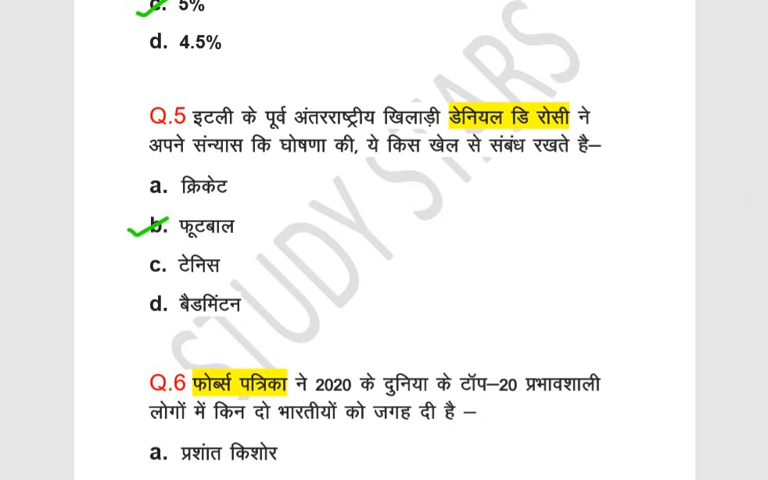 c. 5%
d. 4.5%
Q.5 इटली के पूर्व अंतरराष्ट्रीय खिलाड़ी डेनियल डि रोसी ने
अपने संन्यास कि घोषणा की, ये किस खेल से संबंध रखते है–
a. क्रिकेट
b. फूटबाल
c. टेनिस
d. बैडमिंटन
STUDY STARS
Q.6 फोर्ब्स पत्रिका ने 2020 के दुनिया के टॉप–20 प्रभावशाली
लोगों में किन दो भारतीयों को जगह दी है –
a. प्रशांत किशोर